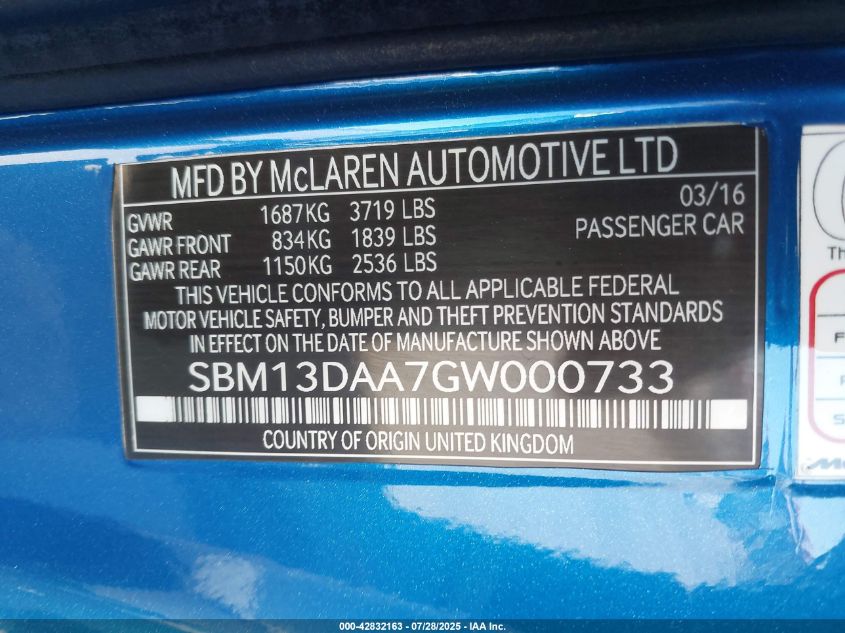 MFD BY McLAREN AUTOMOTIVE LTD
GVWR 1687KG 3719 LBS 03/16
GAWR FRONT 834KG 1839 LBS PASSENGER CAR
GAWR REAR 1150KG 2536 LBS
THIS VEHICLE CONFORMS TO ALL APPLICABLE FEDERAL
MOTOR VEHICLE SAFETY, BUMPER AND THEFT PREVENTION STANDARDS
IN EFFECT ON THE DATE OF MANUFACTURE SHOWN ABOVE
SBM13DAA7GW000733
COUNTRY OF ORIGIN UNITED KINGDOM
Th
F
S
000-42832163 - 07/28/2025 - IAA Inc.